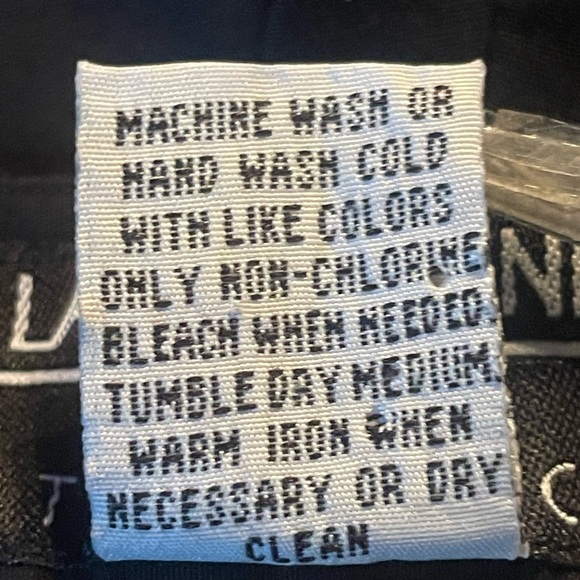 MACHINE WASH OR
HAND WASH COLD
WITH LIKE COLORS
ONLY NON-CHLORINE
BLEACH WHEN NEEDED
TUMBLE DRY MEDIUM.
WARM IRON WHEN
NECESSARY OR DRY
CLEAN